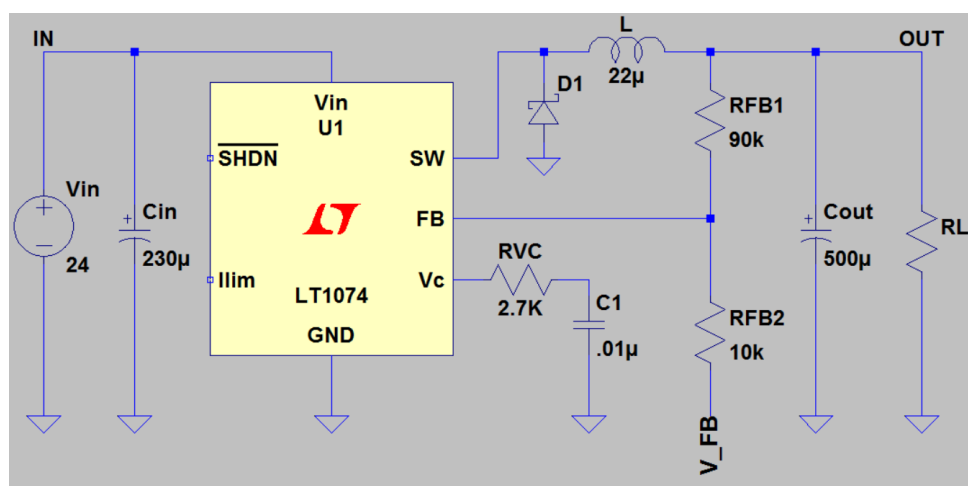 IN
L
OUT
22µ
D1
RFB1
90k
Vin
U1
SHDN
SW
Vin
24
+
Cin
230µ
FB
+
Cout
500µ
RL
Ilim
Vc
RVC
2.7K
C1
.01µ
LT1074
GND
RFB2
10k
V_FB